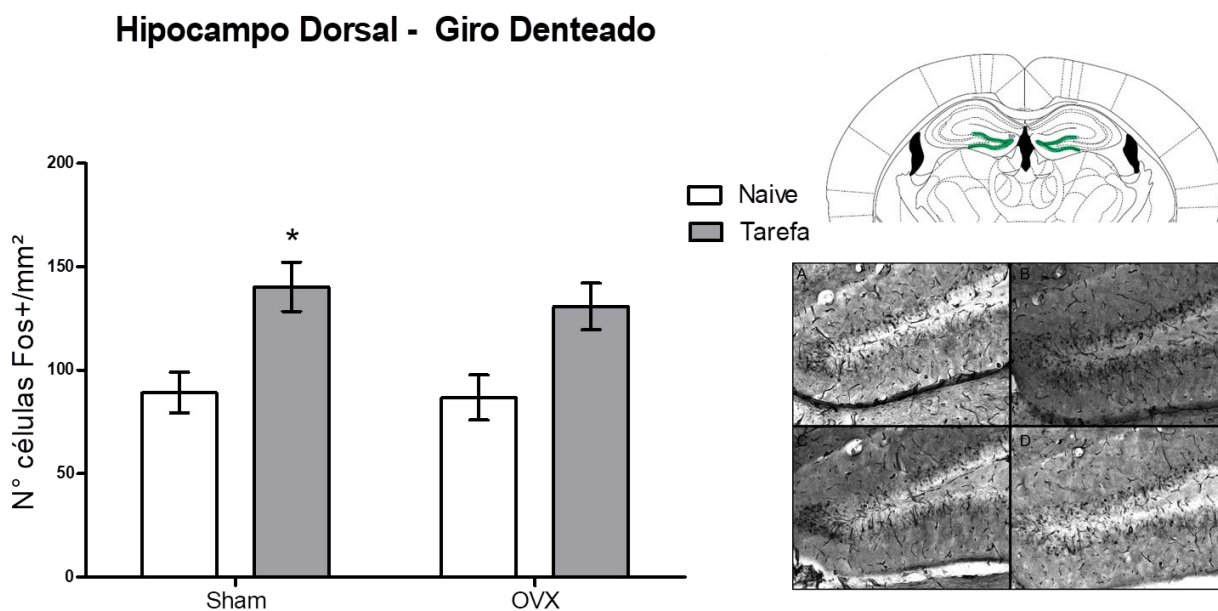 Hipocampo Dorsal - Giro Denteado
N° células Fos+/mm²
200
150
100
50
0
*
Sham
OVX
Naive
Tarefa
A
B
C
D